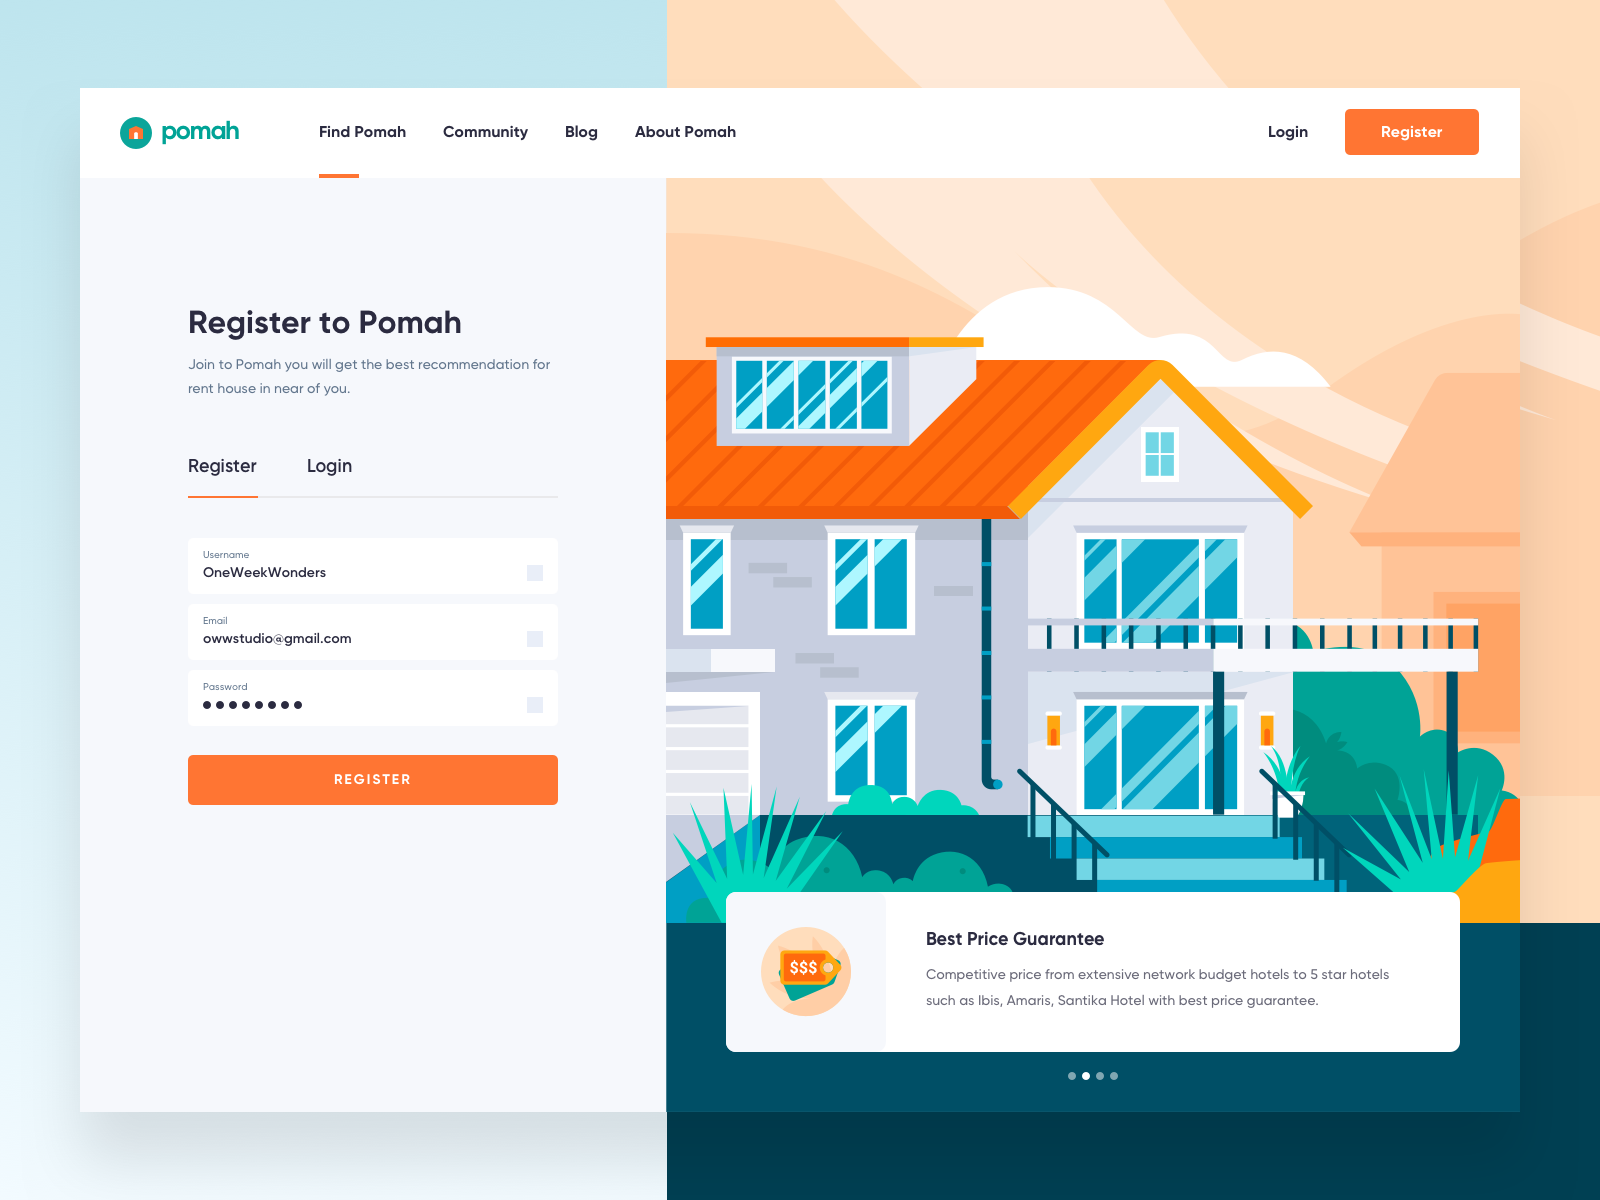 pomah
Find Pomah
Community
Blog
About Pomah
Login
Register
Register to Pomah
Join to Pomah you will get the best recommendation for
rent house in near of you.
Register
Login
Username
OneWeekWonders
Email
owwstudio@gmail.com
Password
REGISTER
$$$
Best Price Guarantee
Competitive price from extensive network budget hotels to 5 star hotels
such as Ibis, Amaris, Santika Hotel with best price guarantee.